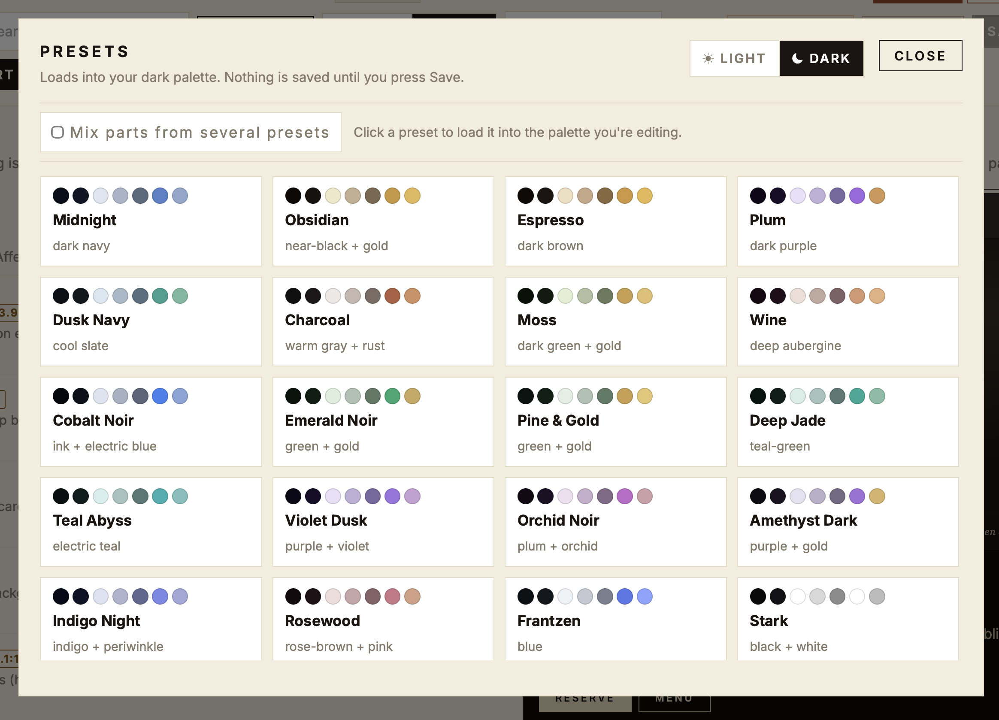 PRESETS
LIGHT
DARK
CLOSE
Loads into your dark palette. Nothing is saved until you press Save.
Mix parts from several presets
Click a preset to load it into the palette you're editing.
Midnight
dark navy
Obsidian
near-black + gold
Espresso
dark brown
Plum
dark purple
Dusk Navy
cool slate
Charcoal
warm gray + rust
Moss
dark green + gold
Wine
deep aubergine
Cobalt Noir
ink + electric blue
Emerald Noir
green + gold
Pine & Gold
green + gold
Deep Jade
teal-green
Teal Abyss
electric teal
Violet Dusk
purple + violet
Orchid Noir
plum + orchid
Amethyst Dark
purple + gold
Indigo Night
indigo + periwinkle
Rosewood
rose-brown + pink
Frantzen
blue
Stark
black + white
RESERVE
MENU